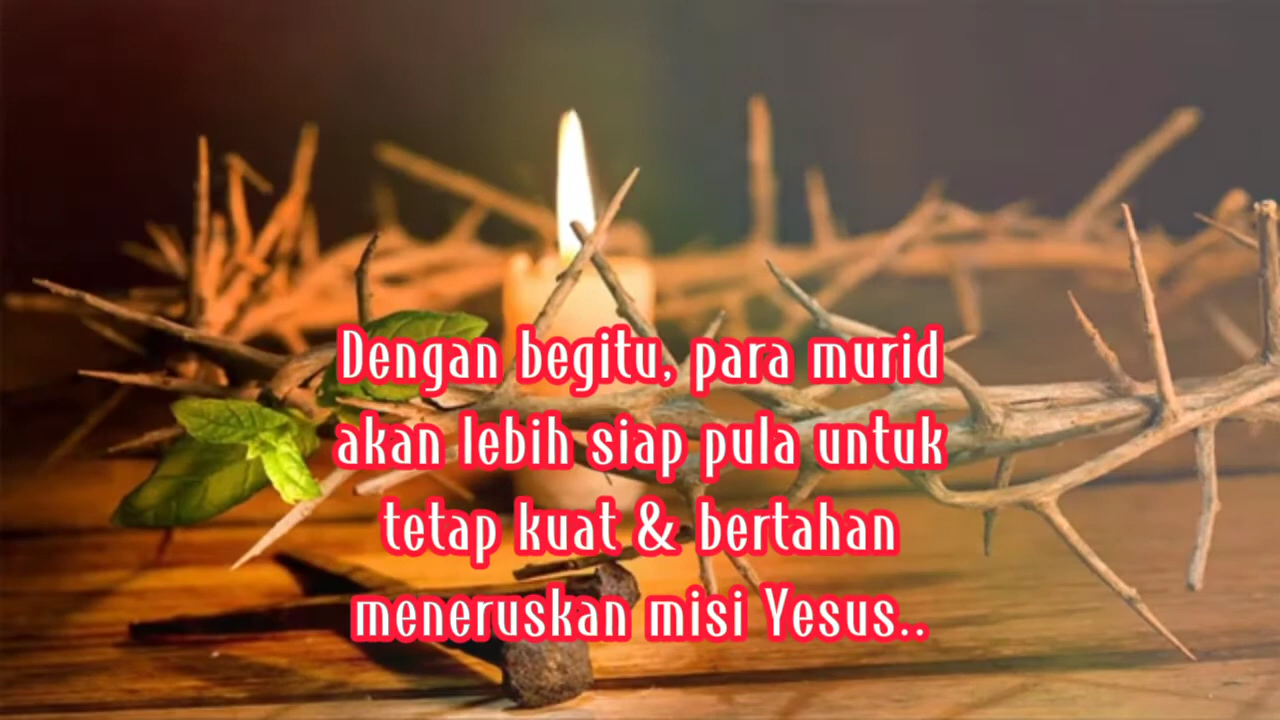 Dengan begitu, para murid
akan lebih siap pula untuk
tetap kuat & bertahan
meneruskan misi Yesus..